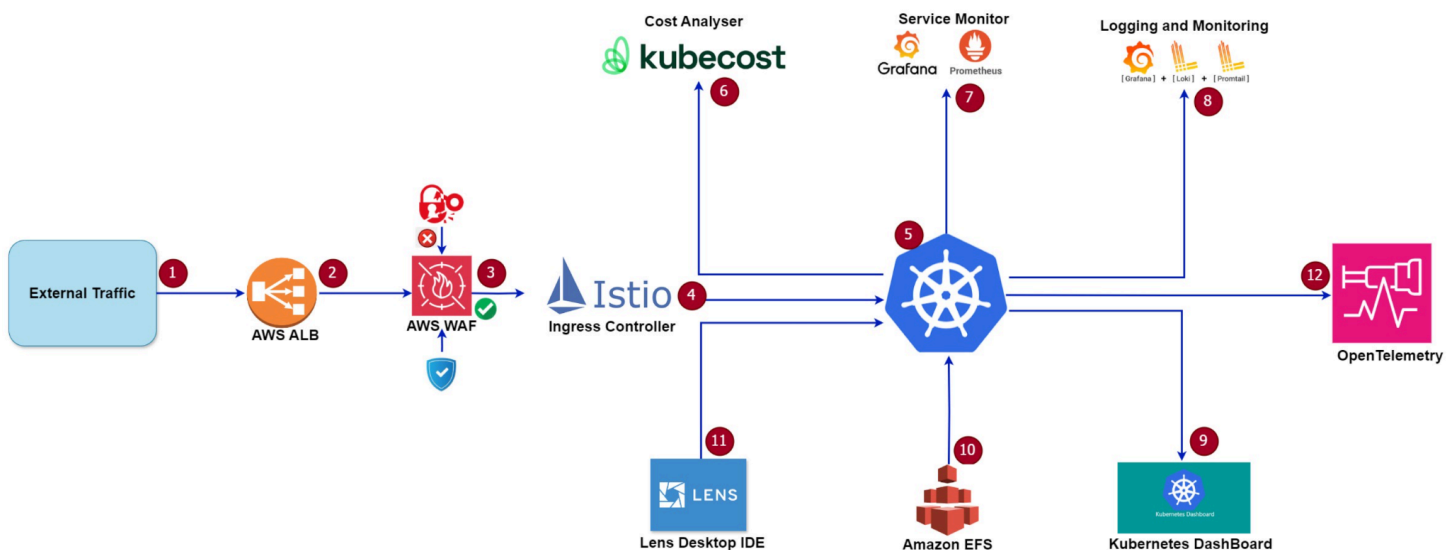 Cost Analyser
kubecost
6
Service Monitor
Grafana
Prometheus
7
Logging and Monitoring
[ Grafana ] + [ Loki ] + [ Promtail ]
8
External Traffic
1
AWS ALB
2
AWS WAF
3
Istio
Ingress Controller
4
5
12
OpenTelemetry
11
LENS
Lens Desktop IDE
10
Amazon EFS
9
Kubernetes Dashboard
Kubernetes DashBoard